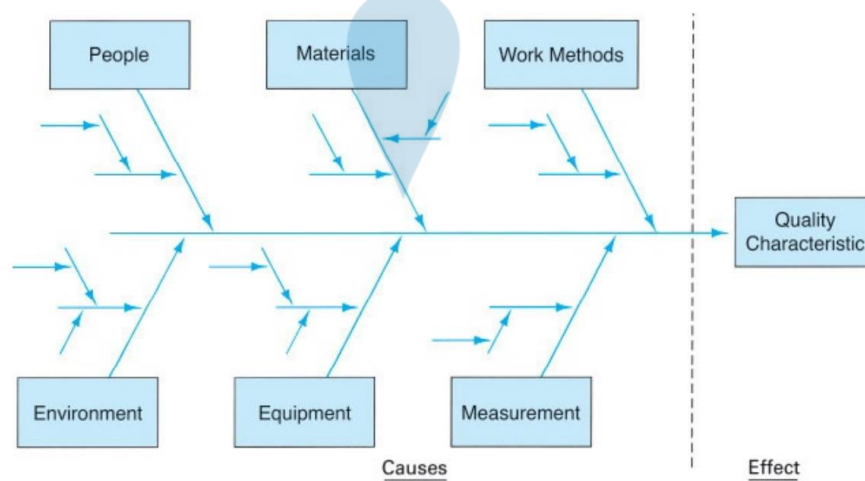 People
Materials
Work Methods
Quality
Characteristic
Environment
Equipment
Measurement
Causes
Effect